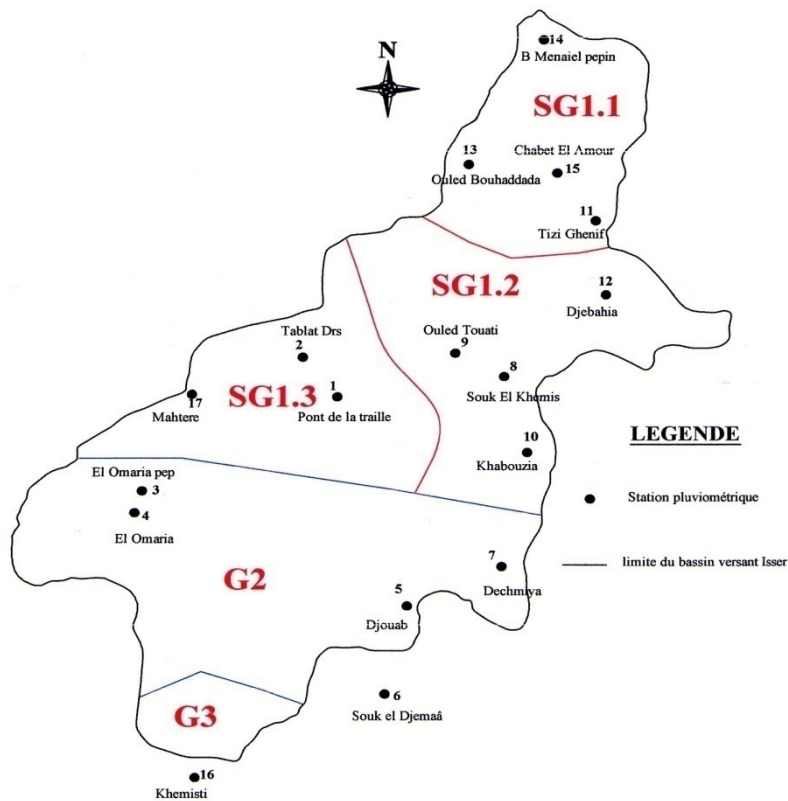 14
B Menaiel pepin
N
SG1.1
13
Chabet El Amour
15
Ouled Bouhaddada
11
Tizi Ghenif
SG1.2
12
Djebahia
Tablat Drs
2
Ouled Touati
9
8
Souk El Khemis
1
17
SG1.3
Mahtere
Pont de la traille
LEGENDE
10
Khabouzia
El Omaria pep
3
Station pluviométrique
4
El Omaria
7
limite du bassin versant Isser
G2
Dechmiya
5
Djouab
6
G3
Souk el Djemaâ
16
Khemisti